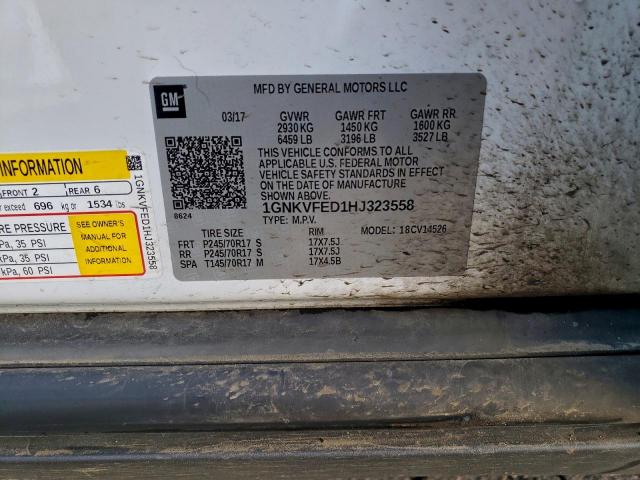 MFD BY GENERAL MOTORS LLC
GM
03/17 GVWR GAWR FRT GAWR RR
2930 KG 1450 KG 1600 KG
6459 LB 3196 LB 3527 LB
THIS VEHICLE CONFORMS TO ALL
APPLICABLE U.S. FEDERAL MOTOR
VEHICLE SAFETY STANDARDS IN
EFFECT ON THE DATE OF MANUFACTURE
SHOWN ABOVE.
1GNKVFED1HJ323558
8624
TYPE: M.P.V. MODEL: 18CV14526
TIRE SIZE RIM
FRT P245/70R17 S 17X7.5J
RR P245/70R17 S 17X7.5J
SPA T145/70R17 M 17X4.5B
INFORMATION
FRONT 2 REAR 6
exceed 696 kg or 1534 lbs
PRESSURE
Pa, 35 PSI
kPa, 35 PSI
kPa, 60 PSI
SEE OWNER'S
MANUAL FOR
ADDITIONAL
INFORMATION
1GNKVFED1HJ323558